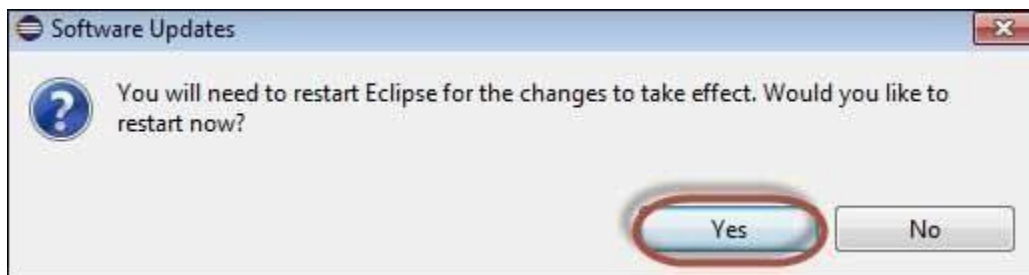 Software Updates
You will need to restart Eclipse for the changes to take effect. Would you like to
restart now?
Yes No